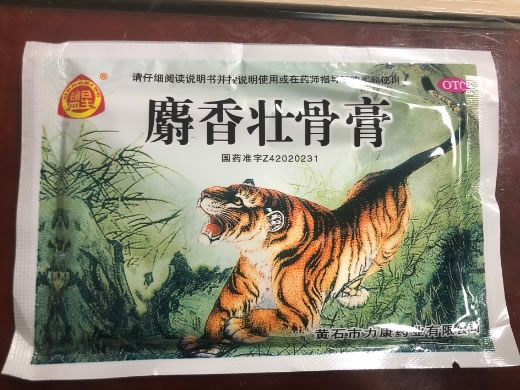 请仔细阅读说明书并按说明使用或在药师指导下购买和使用
OTC
麝香壮骨膏
国药准字Z42020231
黄石市力康药业有限公司